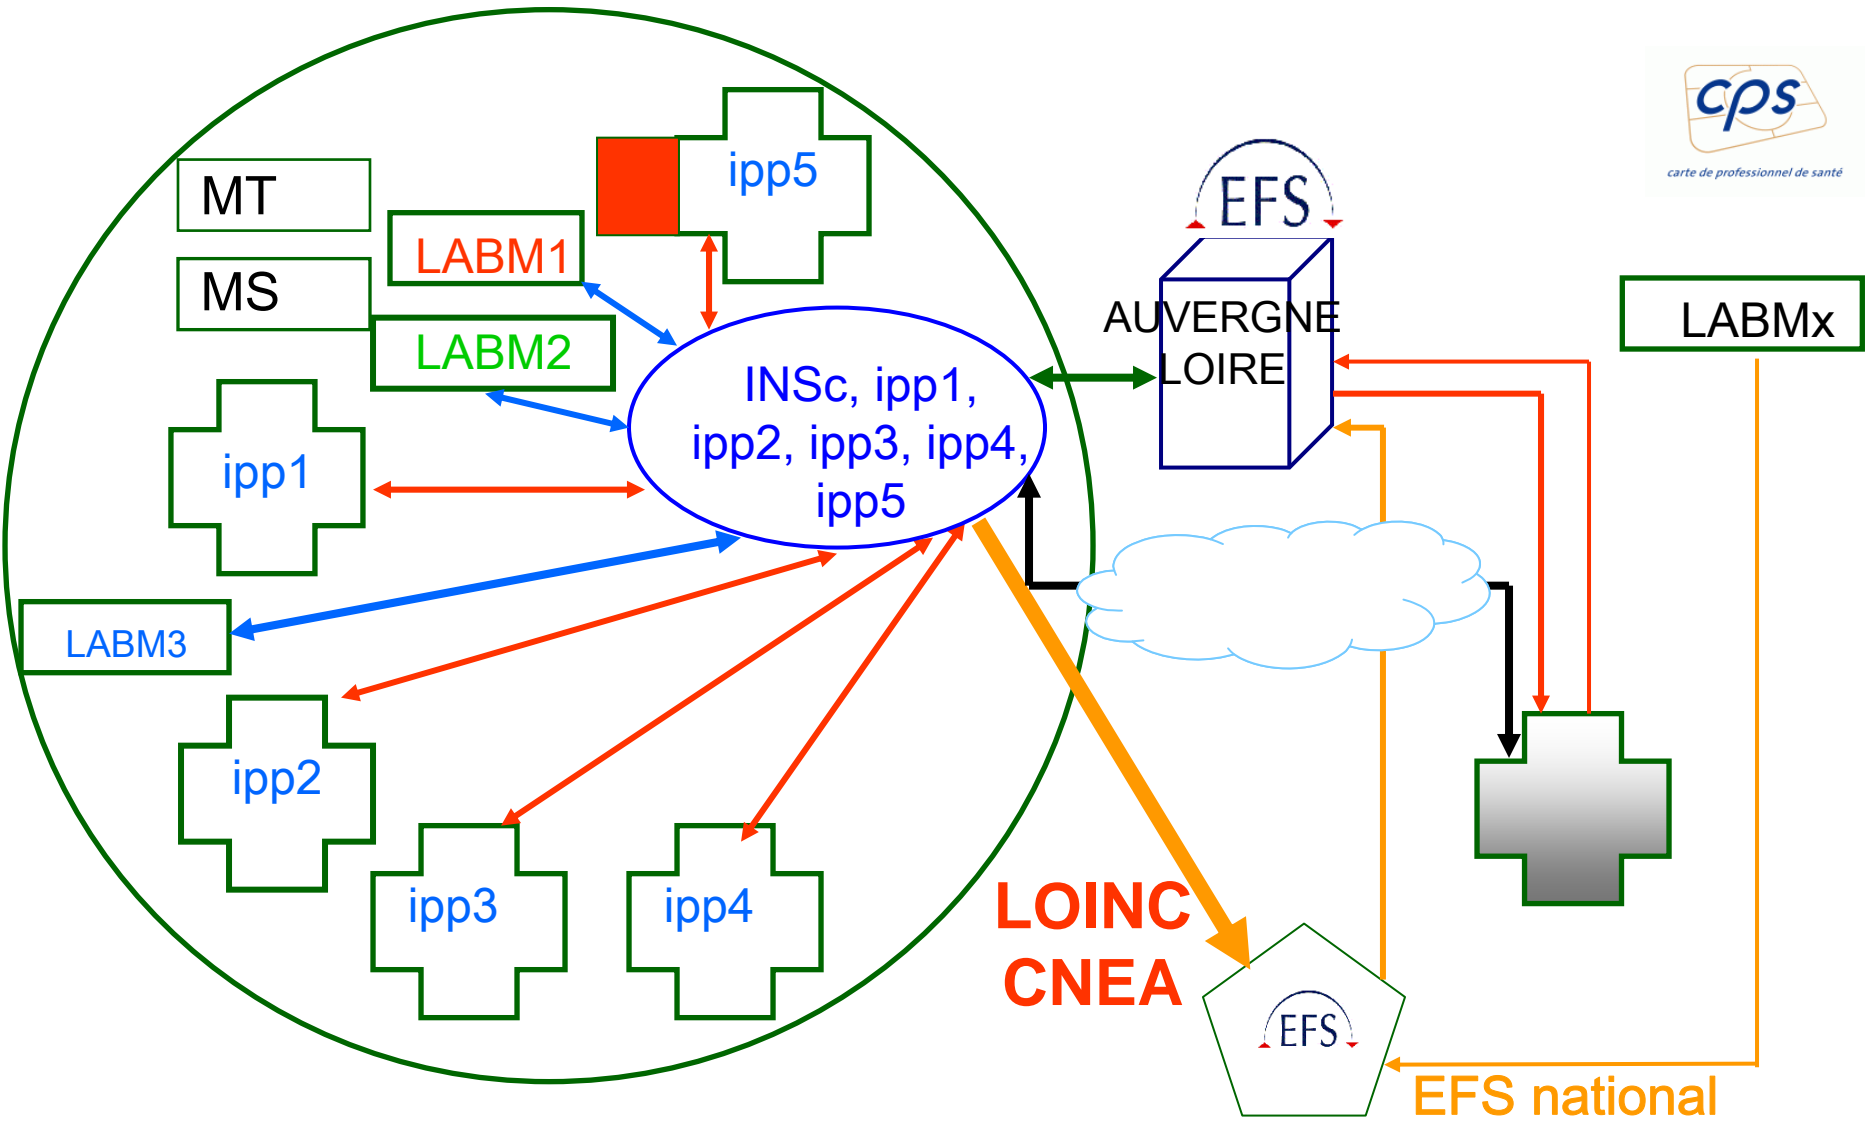 cps
carte de professionnel de santé
ipp5
EFS
MT
LABM1
MS
LABM2
AUVERGNE
LOIRE
LABMx
INSc, ipp1,
ipp2, ipp3, ipp4,
ipp5
ipp1
LABM3
ipp2
ipp3
ipp4
LOINC
CNEA
EFS
EFS national